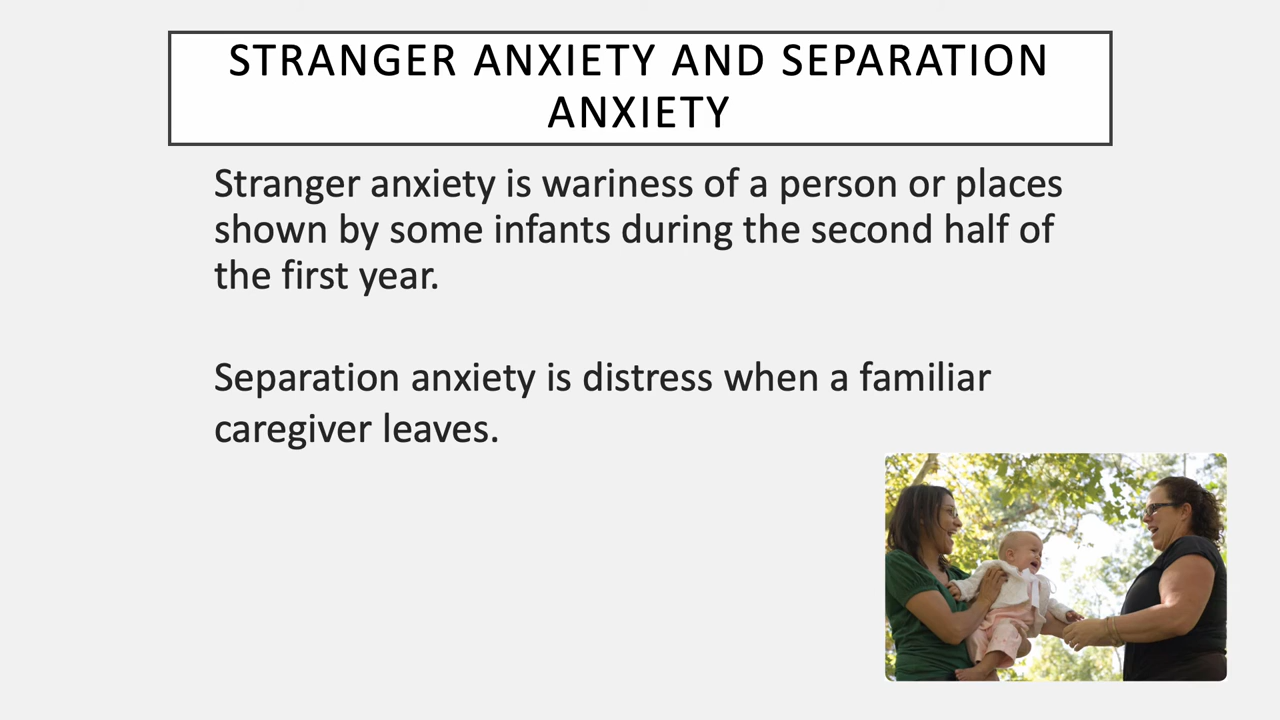 STRANGER ANXIETY AND SEPARATION
ANXIETY
Stranger anxiety is wariness of a person or places
shown by some infants during the second half of
the first year.
Separation anxiety is distress when a familiar
caregiver leaves.